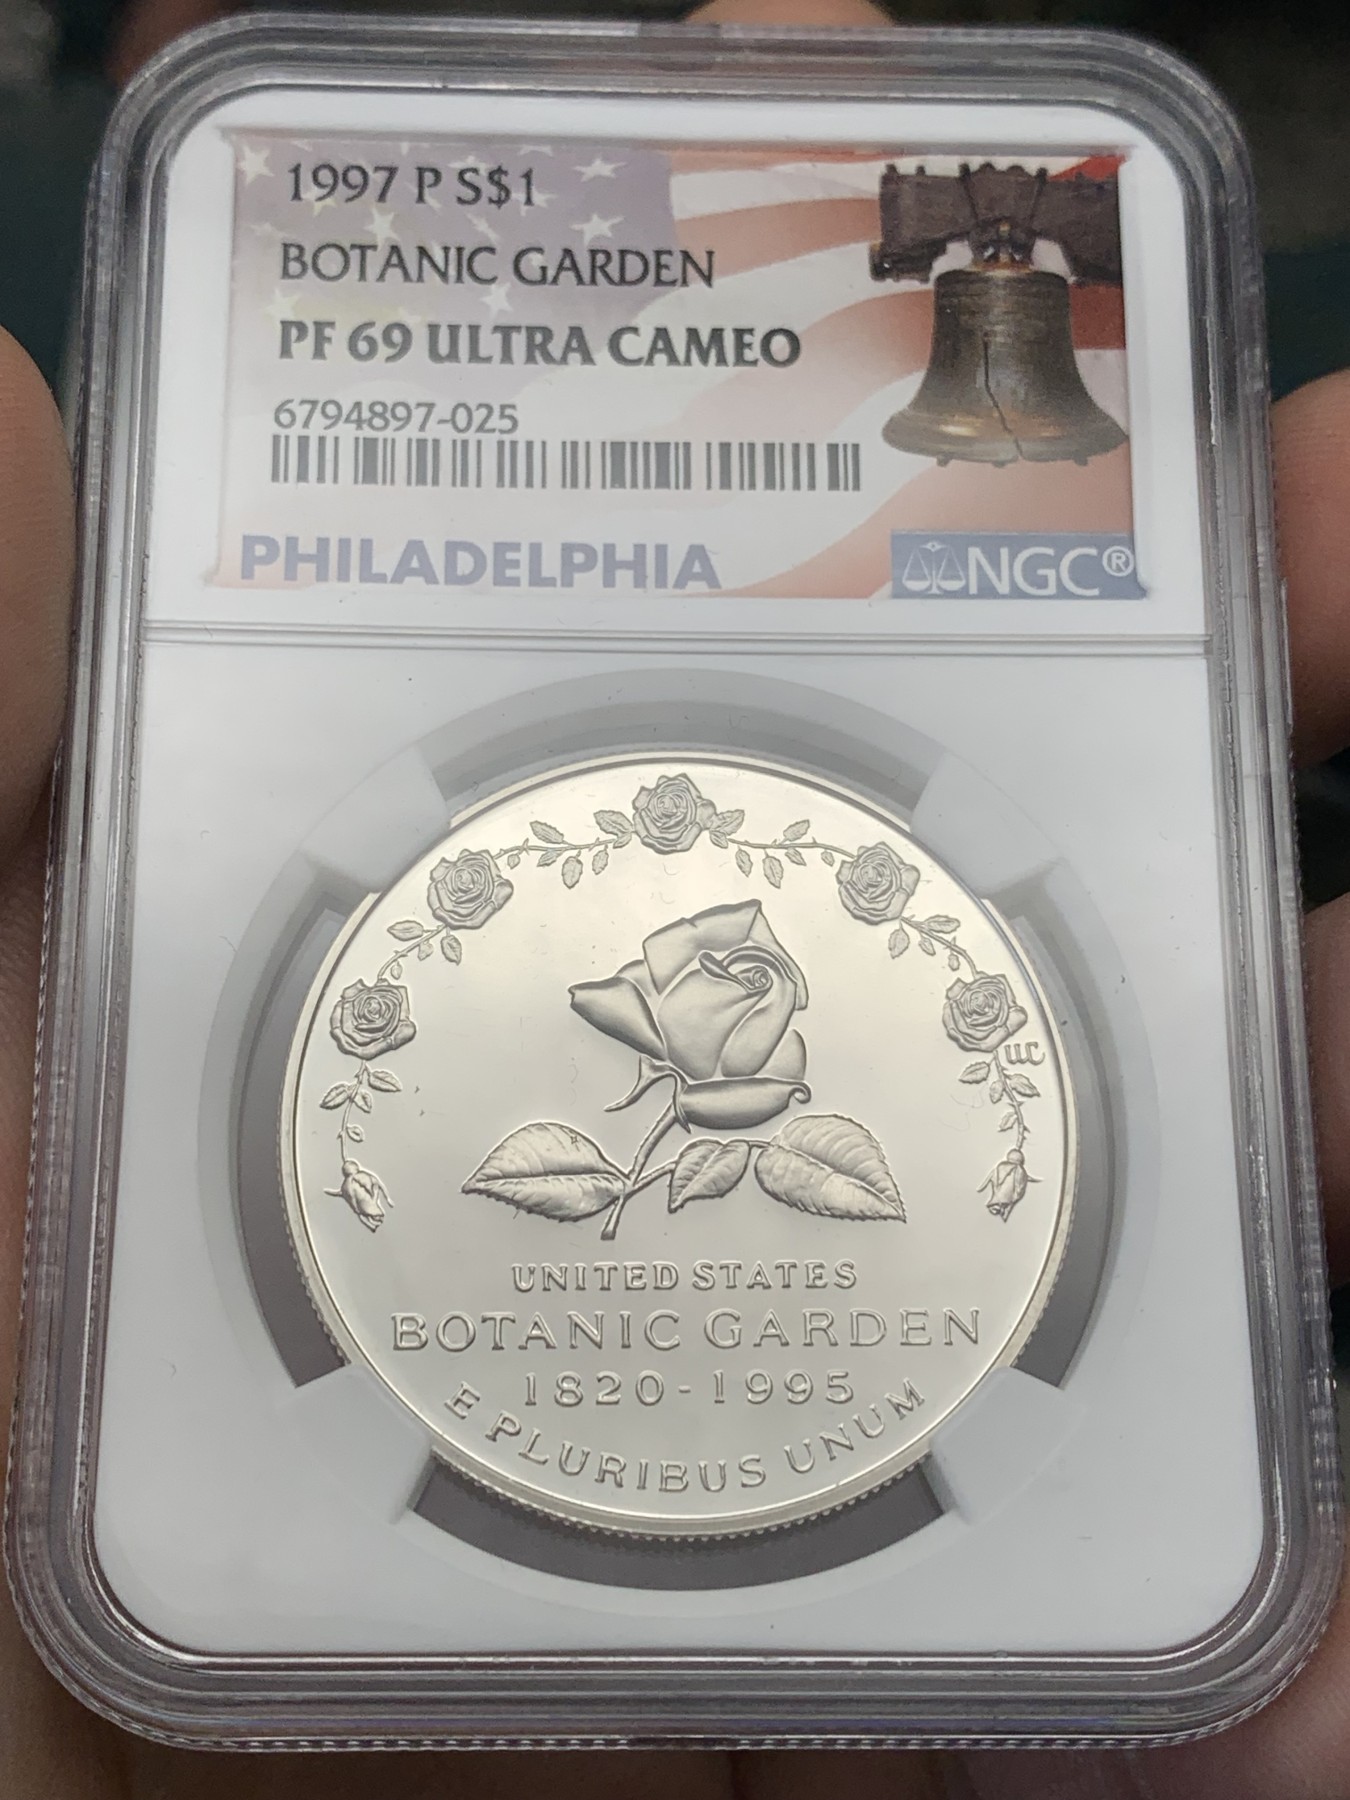 1997 P S$1
BOTANIC GARDEN
PF 69 ULTRA CAMEO
6794897-025
PHILADELPHIA
NGC®
UC
UNITED STATES
BOTANIC GARDEN
1820-1995
E PLURIBUS UNUM